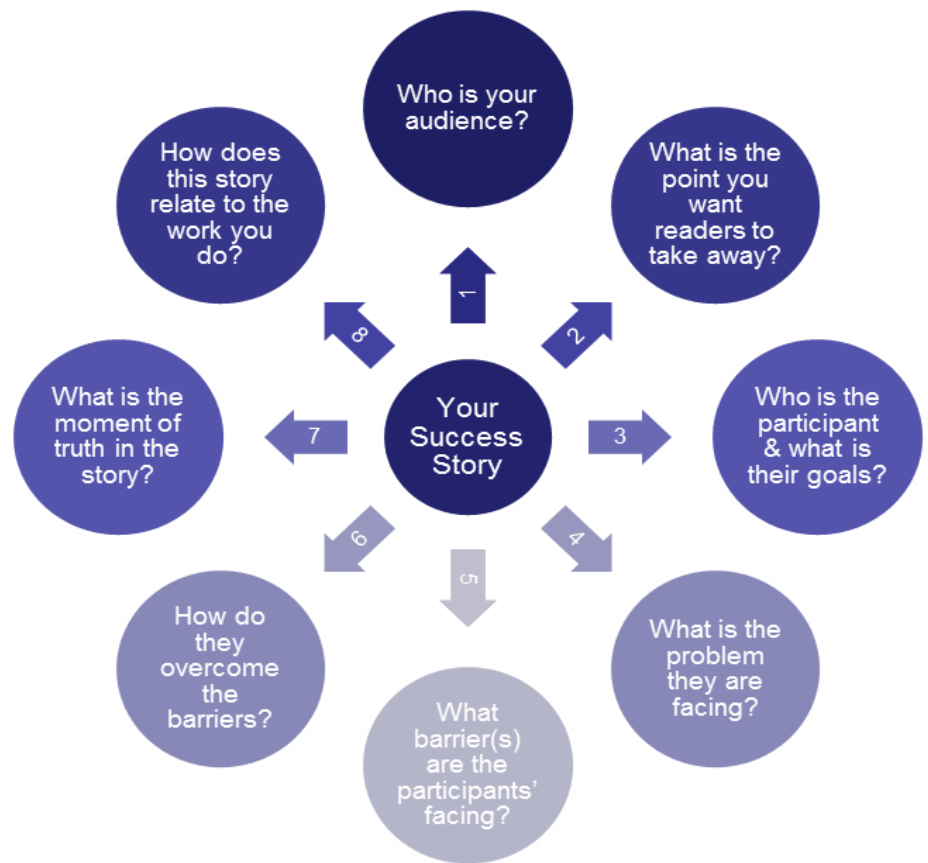 Your
Success
Story
1
Who is your
audience?
2
What is the
point you
want
readers to
take away?
3
Who is the
participant
& what is
their goals?
4
What is the
problem
they are
facing?
5
What
barrier(s)
are the
participants’
facing?
6
How do
they
overcome
the
barriers?
7
What is the
moment of
truth in the
story?
8
How does
this story
relate to the
work you
do?